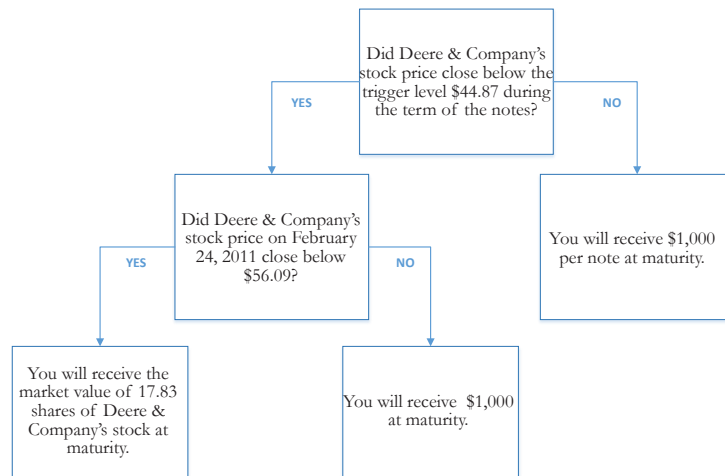 Did Deere & Company’s
stock price close below the
trigger level $44.87 during
the term of the notes?
YES
NO
Did Deere & Company’s
stock price on February
24, 2011 close below
$56.09?
You will receive $1,000
per note at maturity.
YES
NO
You will receive the
market value of 17.83
shares of Deere &
Company’s stock at
maturity.
You will receive $1,000
at maturity.